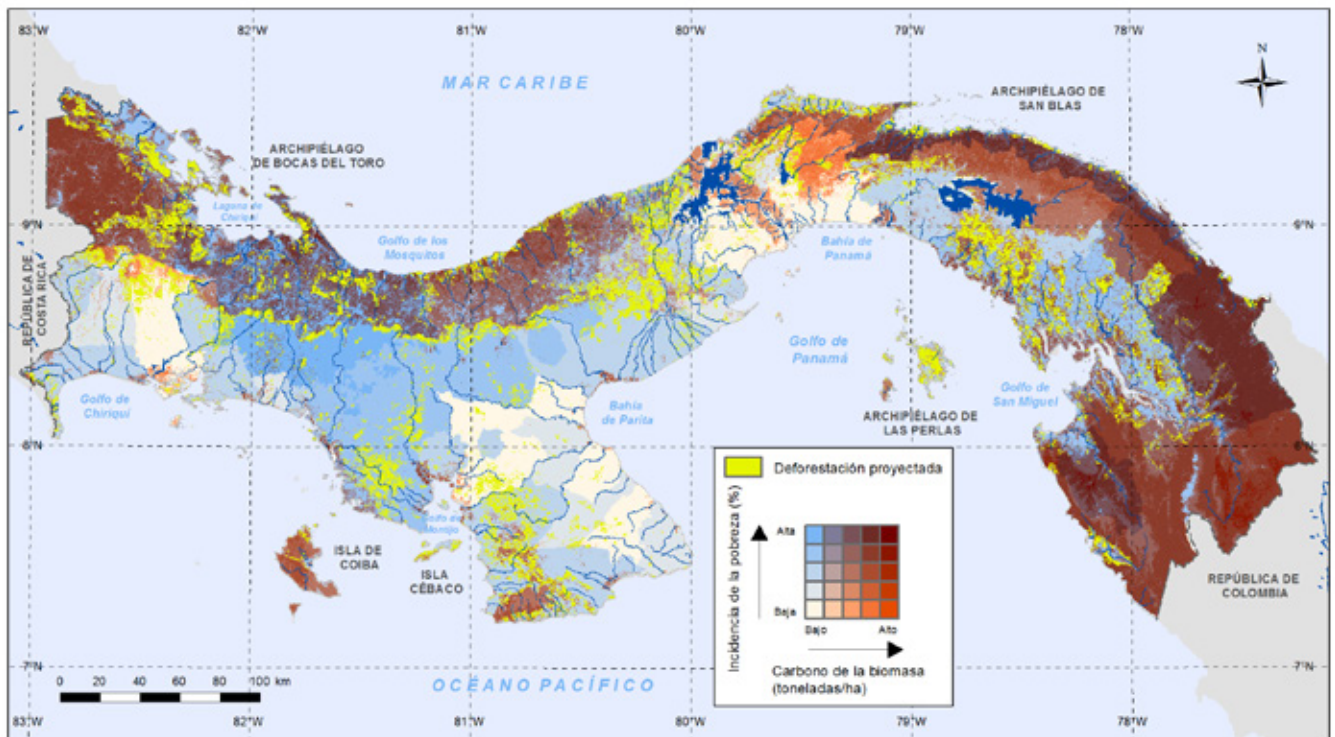 83°W
82°W
81°W
80°W
79°W
78°W
N
MAR CARIBE
ARCHIPIÉLAGO DE
SAN BLAS
ARCHIPIÉLAGO
DE BOCAS DEL TORO
Laguna de
Chiriquí
9°N
9°N
Golfo de los
Mosquitos
Bahía de
Panamá
REPÚBLICA DE
COSTA RICA
Golfo de
Panamá
Golfo de
Chiriquí
Bahía
de Parita
Golfo de
San Miguel
ARCHIPIÉLAGO DE
LAS PERLAS
8°N
8°N
Golfo de
Montijo
ISLA DE
COIBA
ISLA
CÉBACO
REPÚBLICA DE
COLOMBIA
Deforestación proyectada
Incidencia de la pobreza (%)
Alta
Baja
Bajo
Alto
Carbono de la biomasa
(toneladas/ha)
7°N
7°N
0 20 40 60 80 100 km
OCÉANO PACÍFICO
83°W
82°W
81°W
80°W
79°W
78°W